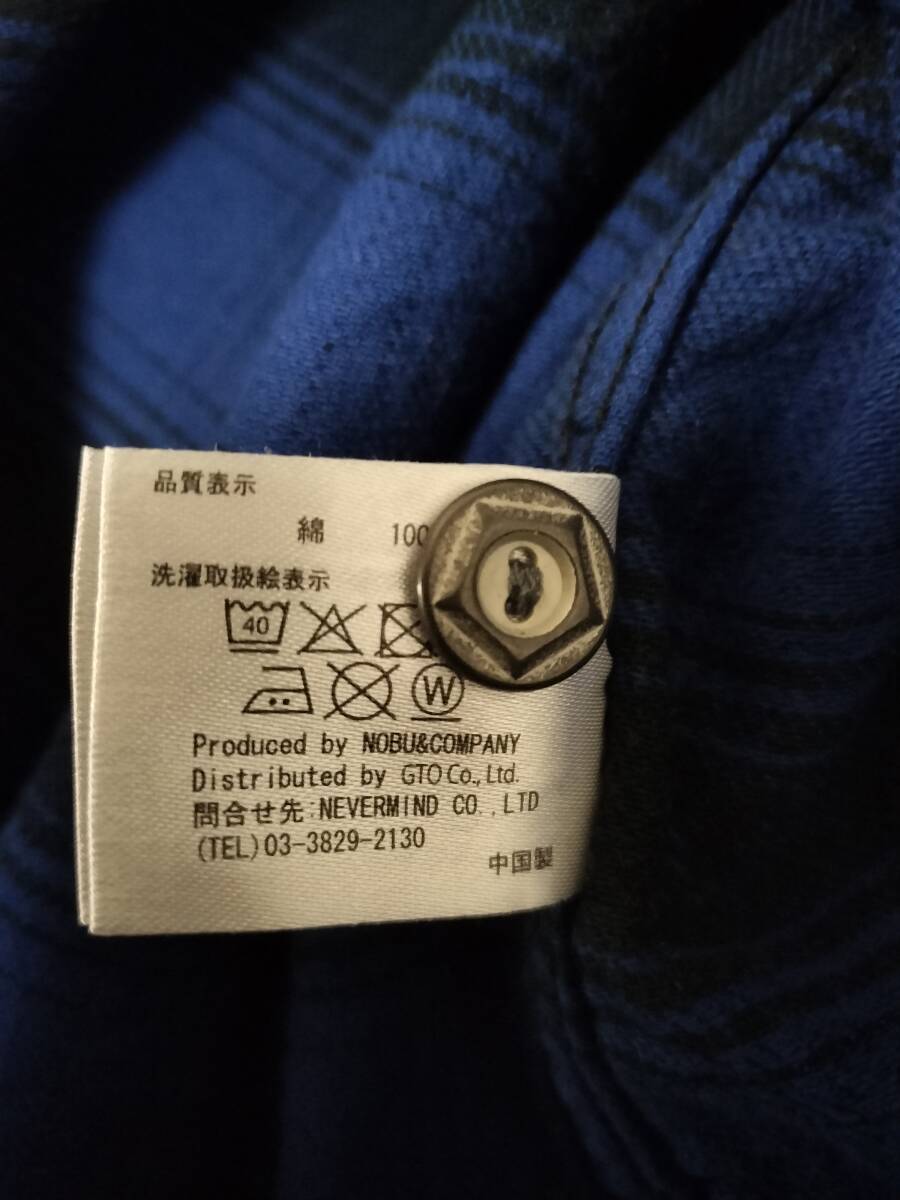 品質表示
綿 100
洗濯取扱絵表示
40
W
Produced by NOBU&COMPANY
Distributed by GTO Co., Ltd.
問合せ先:NEVERMIND CO.,LTD
(TEL)03-3829-2130
中国製